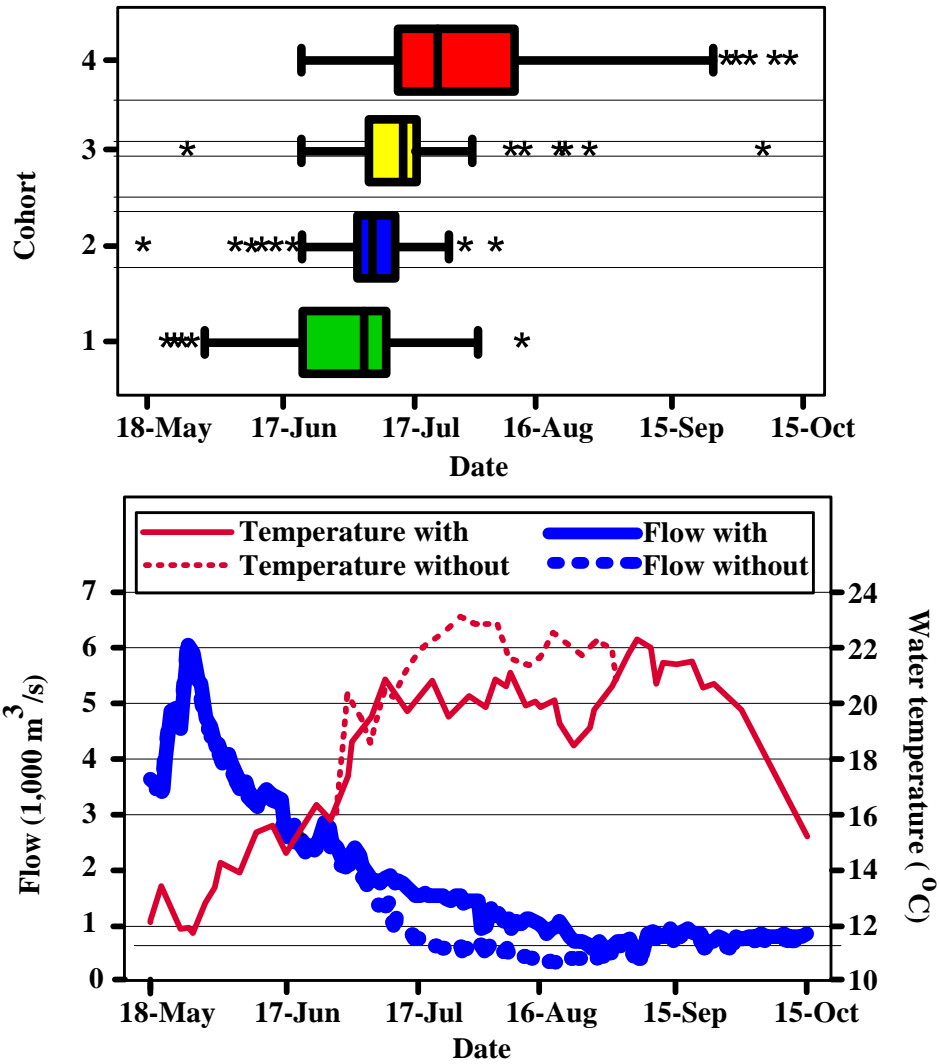 4
3
2
1
Cohort
18-May 17-Jun 17-Jul 16-Aug 15-Sep 15-Oct
Date
Temperature with Flow with
Temperature without Flow without
7
6
5
4
3
2
1
0
Flow (1,000 m³/s)
24
22
20
18
16
14
12
10
Water temperature ( °C)
18-May 17-Jun 17-Jul 16-Aug 15-Sep 15-Oct
Date